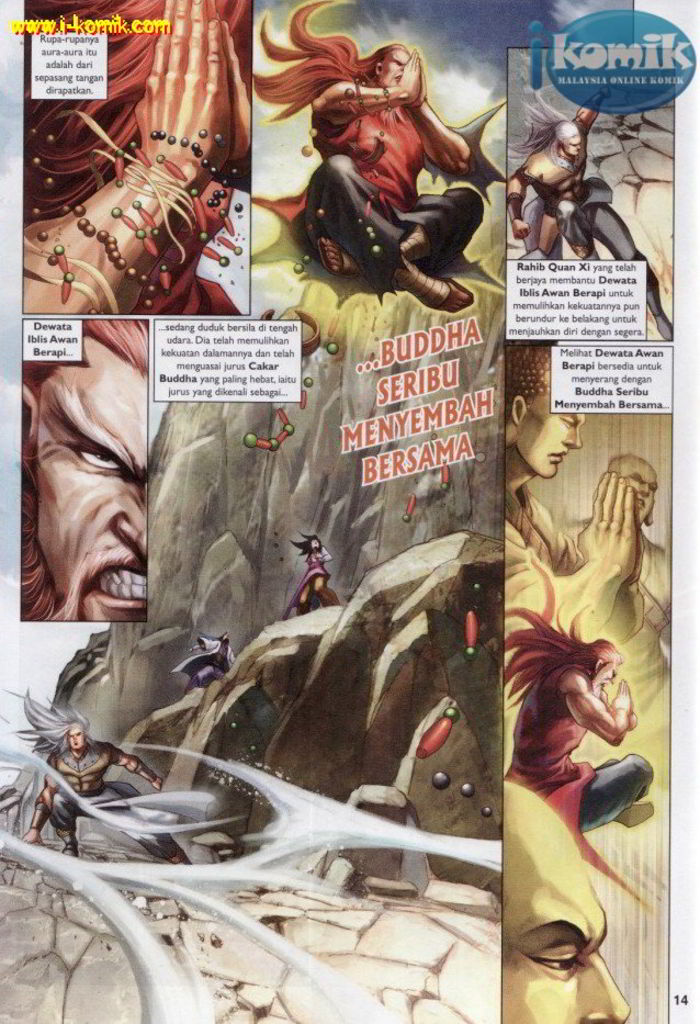 www.i-komik.com
iKomik
MALAYSIA ONLINE KOMIK
Rupa-rupanya
aura-aura itu
adalah dari
sepasang tangan
dirapatkan.
Rahib Quan Xi yang telah
berjaya membantu Dewata
Iblis Awan Berapi untuk
memulihkan kekuatannya pun
berundur ke belakang untuk
menjauhkan diri dengan segera.
Dewata
Iblis Awan
Berapi...
...sedang duduk bersila di tengah
udara. Dia telah memulihkan
kekuatan dalamannya dan telah
menguasai jurus Cakar
Buddha yang paling hebat, iaitu
jurus yang dikenali sebagai...
...BUDDHA
SERIBU
MENYEMBAH
BERSAMA
Melihat Dewata Awan
Berapi bersedia untuk
menyerang dengan
Buddha Seribu
Menyembah Bersama...
14